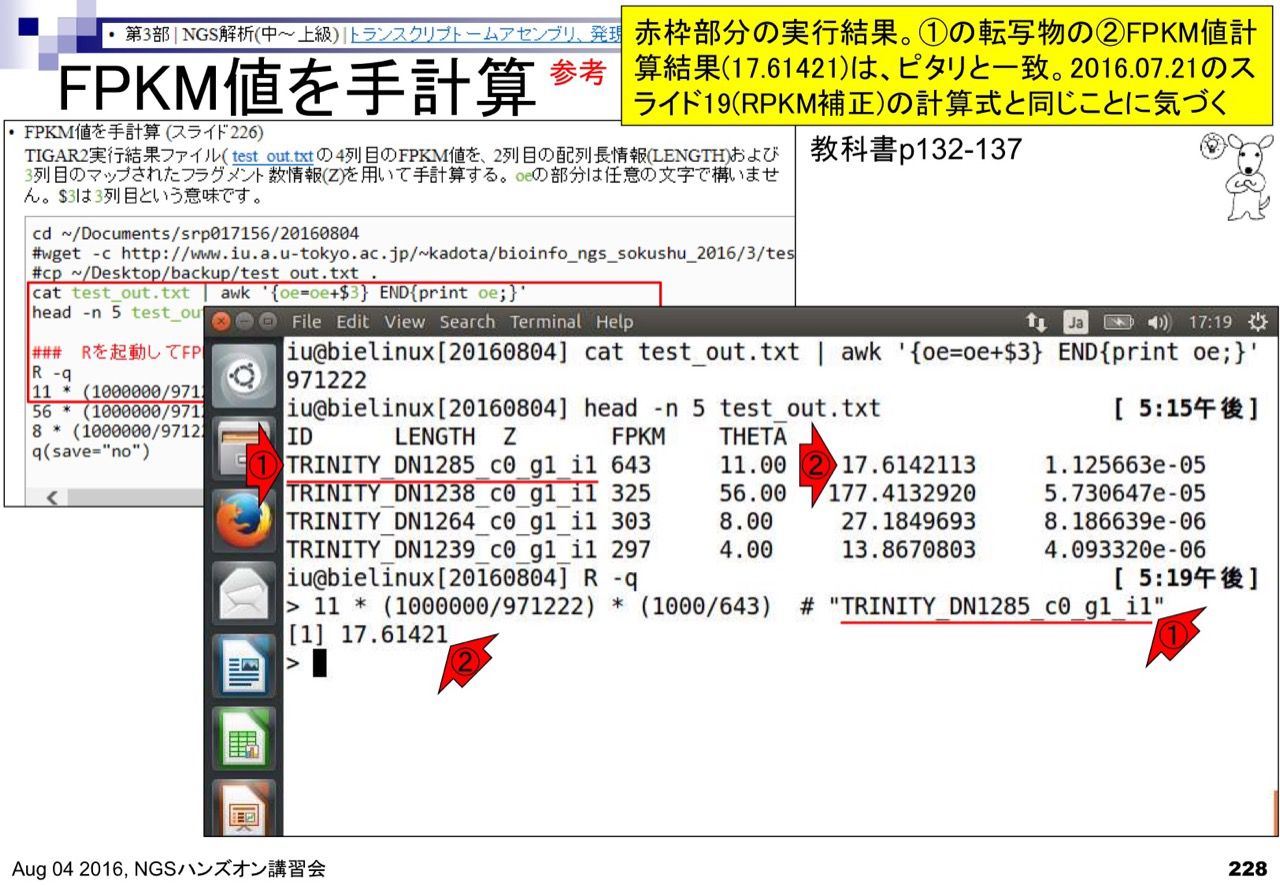 • 第3部 | NGS解析(中～上級) | トランスクリプトームアセンブリ、発現
FPKM値を手計算 参考
赤枠部分の実行結果。①の転写物の②FPKM値計
算結果(17.61421)は、ピタリと一致。2016.07.21のス
ライド19(RPKM補正)の計算式と同じことに気づく
教科書p132-137
• FPKM値を手計算 (スライド226)
TIGAR2実行結果ファイル( test_out.txtの4列目のFPKM値を、2列目の配列長情報(LENGTH)および
3列目のマップされたフラグメント数情報(Z)を用いて手計算する。oeの部分は任意の文字で構いませ
ん。$3は3列目という意味です。
cd ~/Documents/srp017156/20160804
#wget -c http://www.iu.a.u-tokyo.ac.jp/~kadota/bioinfo_ngs_sokushu_2016/3/tes
#cp ~/Desktop/backup/test_out.txt .
cat test_out.txt | awk '{oe=oe+$3} END{print oe;}'
head -n 5 test_ou
### Rを起動してFP
R -q
11 * (1000000/971
56 * (1000000/9712
8 * (1000000/97122
q(save="no")
File Edit View Search Terminal Help
Ja 17:19
iu@bielinux[20160804] cat test_out.txt | awk '{oe=oe+$3} END{print oe;}'
971222
iu@bielinux[20160804] head -n 5 test_out.txt [ 5:15午後]
ID LENGTH Z FPKM THETA
① TRINITY_DN1285_c0_g1_i1 643 11.00 ② 17.6142113 1.125663e-05
TRINITY_DN1238_c0_g1_i1 325 56.00 177.4132920 5.730647e-05
TRINITY_DN1264_c0_g1_i1 303 8.00 27.1849693 8.186639e-06
TRINITY_DN1239_c0_g1_i1 297 4.00 13.8670803 4.093320e-06
iu@bielinux[20160804] R -q [ 5:19午後]
> 11 * (1000000/971222) * (1000/643) # "TRINITY_DN1285_c0_g1_i1"
①
[1] 17.61421
②
>
Aug 04 2016, NGSハンズオン講習会
228